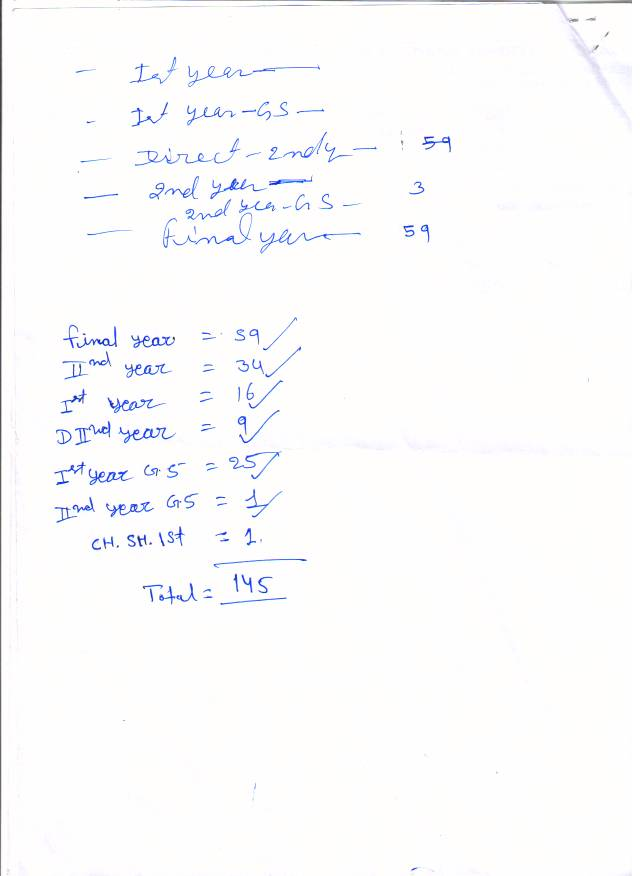 — Ist year —
- Ist year-GS —
— Direct-2ndy — 59
— 2nd year — 3
2nd year-GS —
— Final year — 59
final year = 59 ✓
IInd year = 34 ✓
Ist year = 16 ✓
D IInd year = 9 ✓
Ist year G.S = 25 ✓
IInd year GS = 1 ✓
CH. SH. 1st = 1.
Total = 145